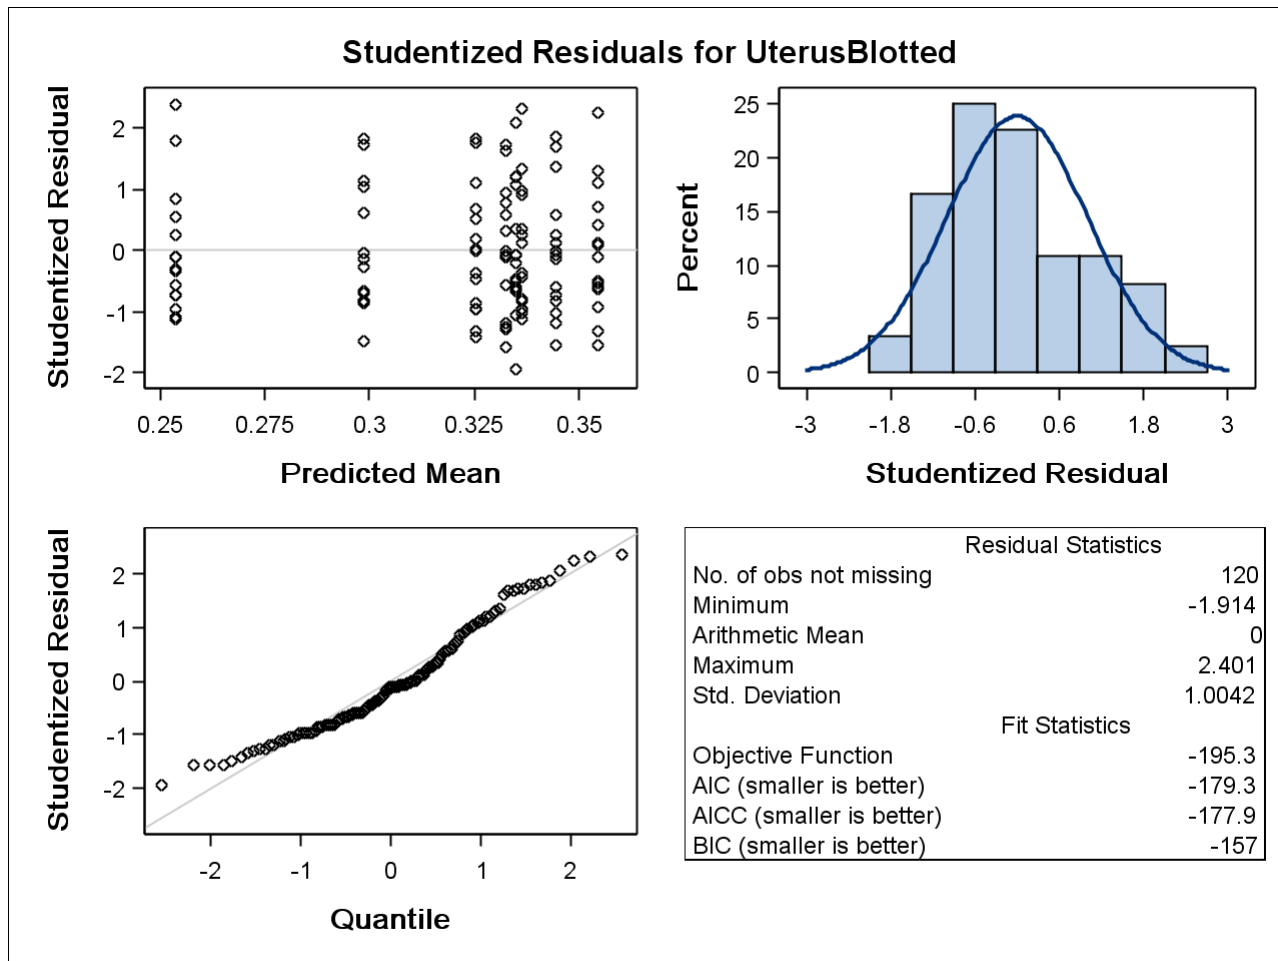 Studentized Residuals for UterusBlotted
Studentized Residual
2
1
0
-1
-2
0.25 0.275 0.3 0.325 0.35
Predicted Mean
Percent
25
20
15
10
5
0
-3 -1.8 -0.6 0.6 1.8 3
Studentized Residual
Studentized Residual
2
1
0
-1
-2
-2 -1 0 1 2
Quantile
Residual Statistics
No. of obs not missing 120
Minimum -1.914
Arithmetic Mean 0
Maximum 2.401
Std. Deviation 1.0042
Fit Statistics
Objective Function -195.3
AIC (smaller is better) -179.3
AICC (smaller is better) -177.9
BIC (smaller is better) -157